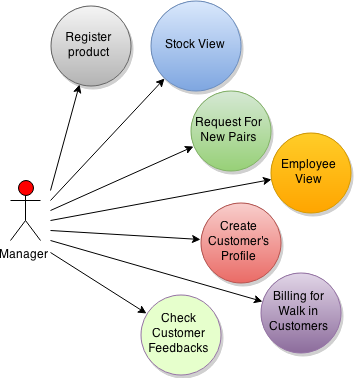 Register
product
Stock View
Request For
New Pairs
Employee
View
Manager
Create
Customer's
Profile
Billing for
Walk in
Customers
Check
Customer
Feedbacks